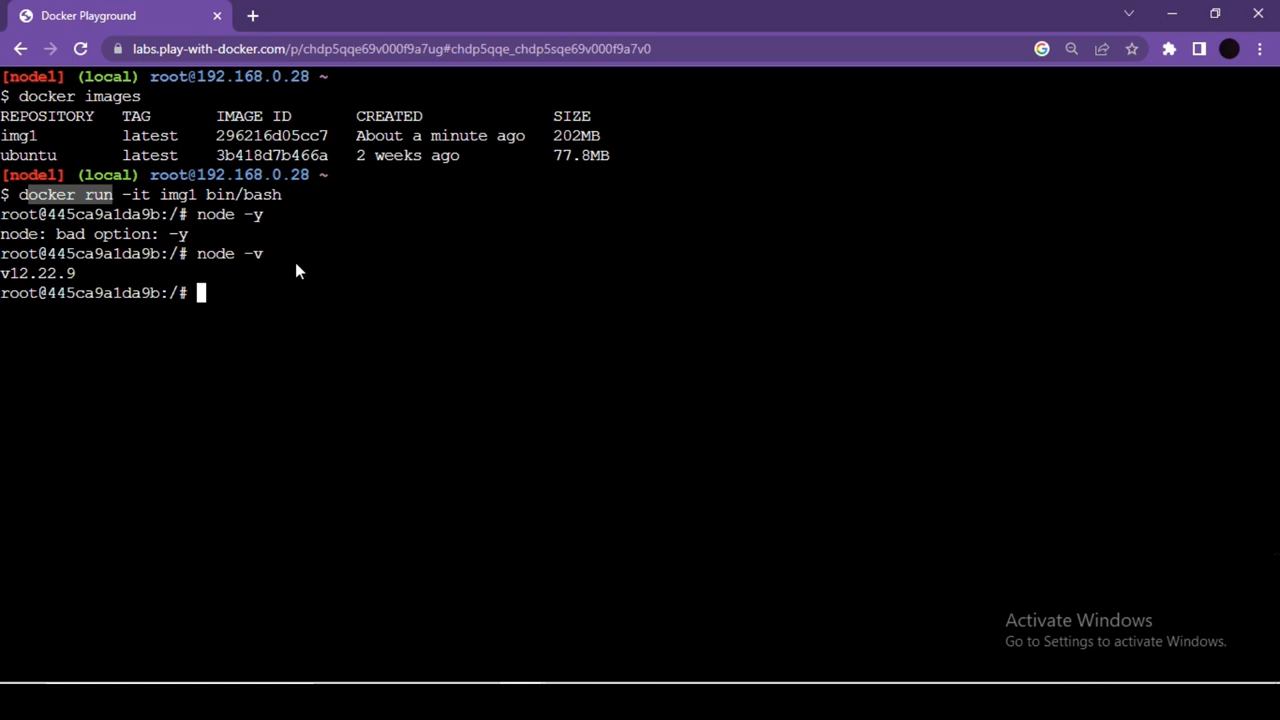 Docker Playground
labs.play-with-docker.com/p/chdp5qqe69v000f9a7ug#chdp5qqe_chdp5sqe69v000f9a7v0
[node1] (local) root@192.168.0.28 ~
$ docker images
REPOSITORY TAG IMAGE ID CREATED SIZE
img1 latest 296216d05cc7 About a minute ago 202MB
ubuntu latest 3b418d7b466a 2 weeks ago 77.8MB
[node1] (local) root@192.168.0.28 ~
$ docker run -it img1 bin/bash
root@445ca9a1da9b:/# node -y
node: bad option: -y
root@445ca9a1da9b:/# node -v
v12.22.9
root@445ca9a1da9b:/#
Activate Windows
Go to Settings to activate Windows.